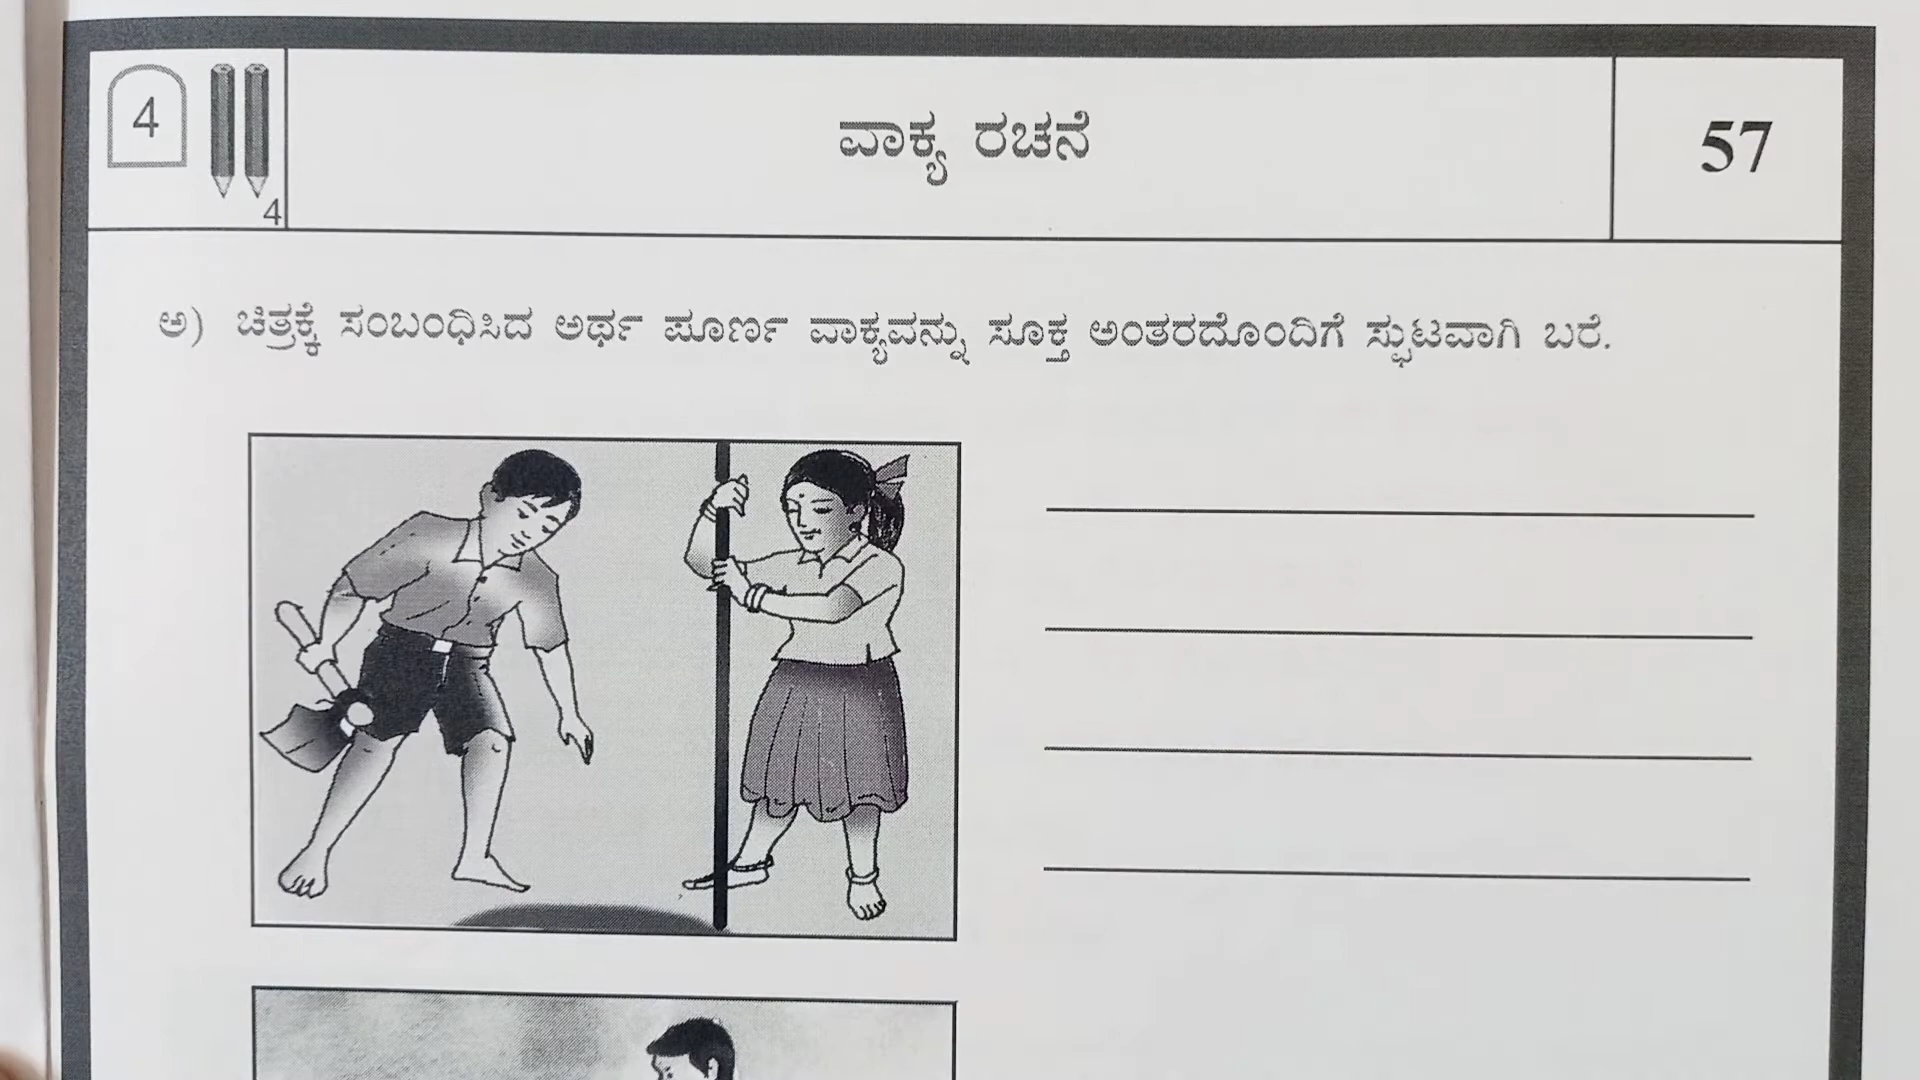 4
4
ವಾಕ್ಯ ರಚನೆ
57
ಅ) ಚಿತ್ರಕ್ಕೆ ಸಂಬಂಧಿಸಿದ ಅರ್ಥ ಪೂರ್ಣ ವಾಕ್ಯವನ್ನು ಸೂಕ್ತ ಅಂತರದೊಂದಿಗೆ ಸ್ಫುಟವಾಗಿ ಬರೆ.